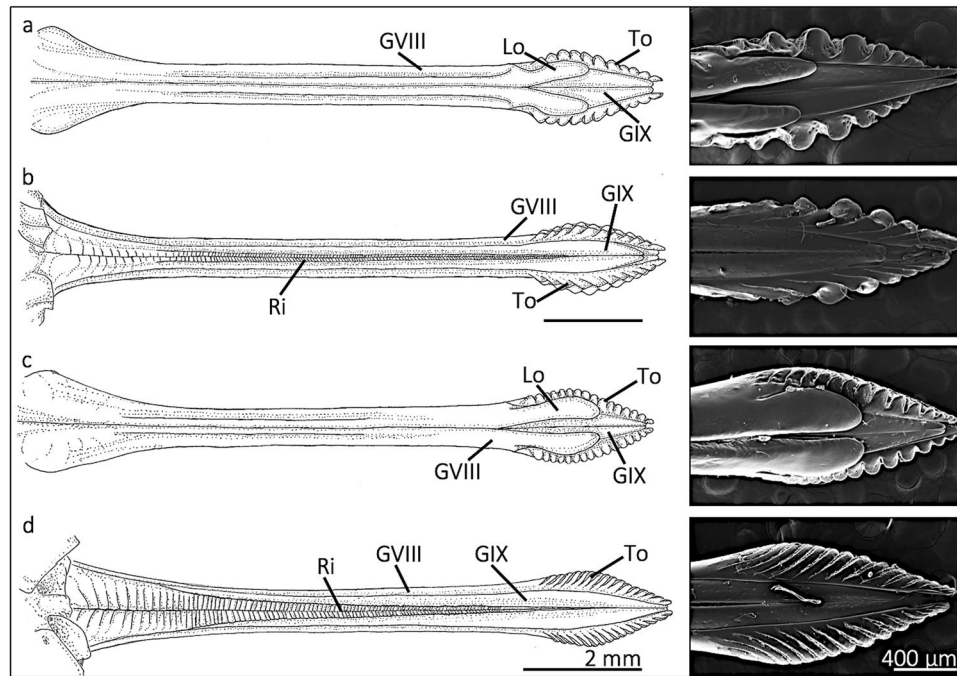 a
GVIII
Lo
To
GIX
b
GVIII
GIX
Ri
To
c
Lo
To
GVIII
GIX
d
Ri
GVIII
GIX
To
2 mm
400 µm